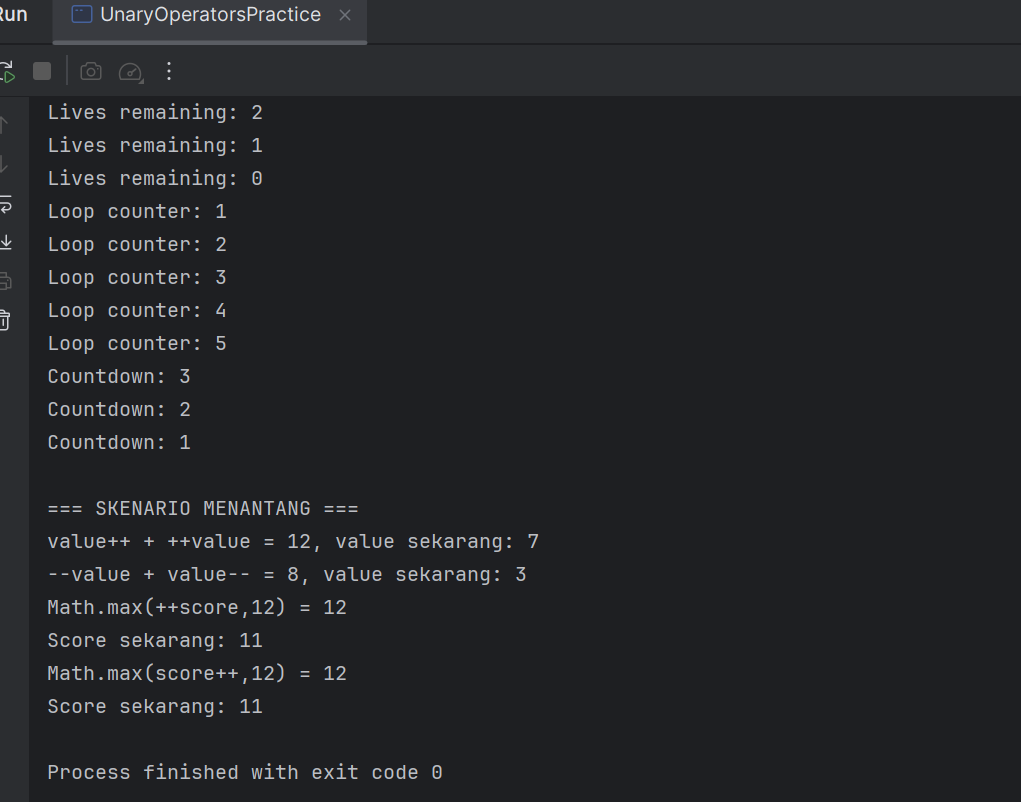 Run UnaryOperatorsPractice
Lives remaining: 2
Lives remaining: 1
Lives remaining: 0
Loop counter: 1
Loop counter: 2
Loop counter: 3
Loop counter: 4
Loop counter: 5
Countdown: 3
Countdown: 2
Countdown: 1
=== SKENARIO MENANTANG ===
value++ + ++value = 12, value sekarang: 7
--value + value-- = 8, value sekarang: 3
Math.max(++score,12) = 12
Score sekarang: 11
Math.max(score++,12) = 12
Score sekarang: 11
Process finished with exit code 0